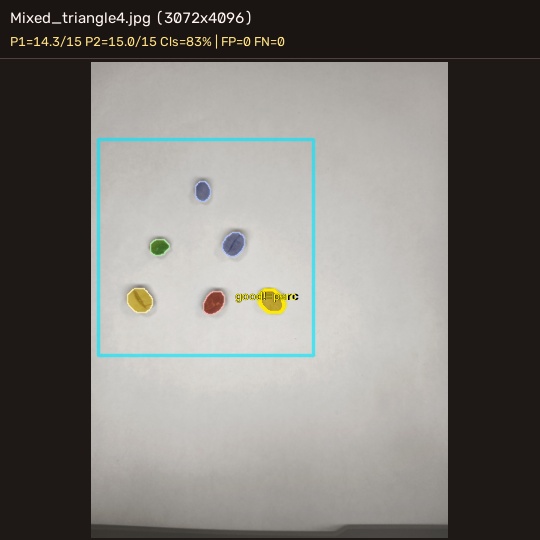 Mixed_triangle4.jpg (3072x4096)
P1=14.3/15 P2=15.0/15 Cls=83% | FP=0 FN=0